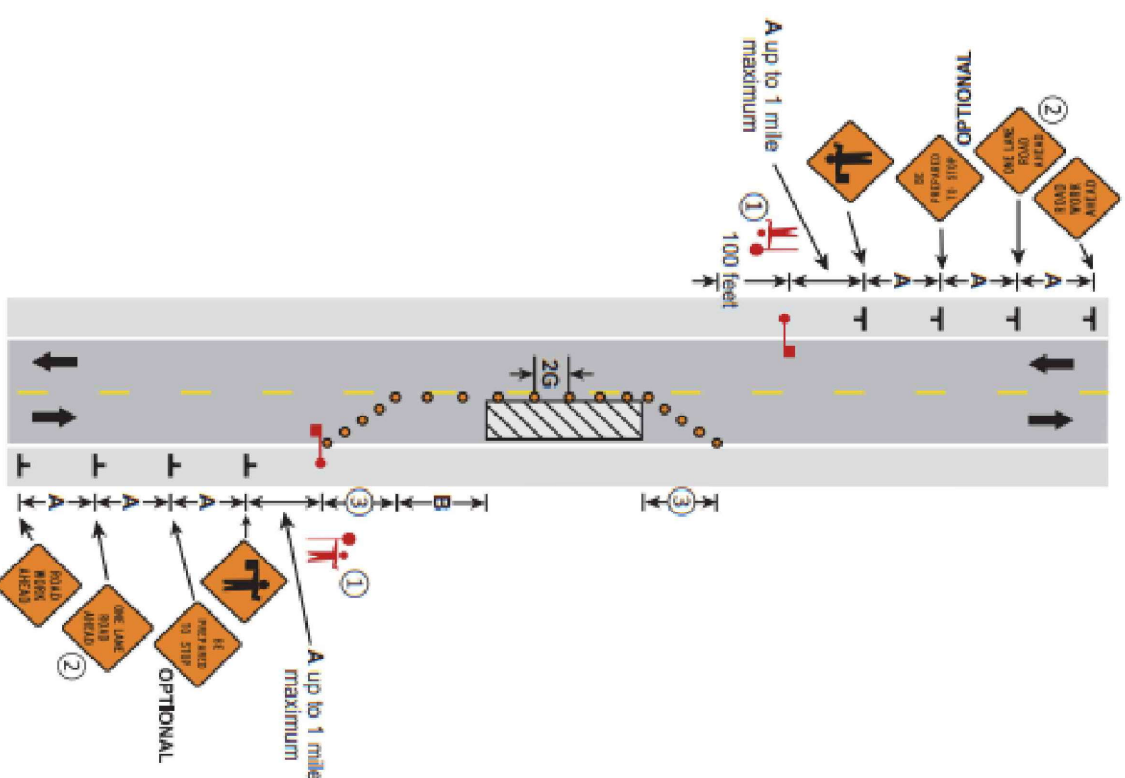 A up to 1 mile
maximum
OPTIONAL
②
ONE LANE
ROAD
AHEAD
ROAD
WORK
AHEAD
BE
PREPARED
TO STOP
①
100 feet
A
A
A
2G
③
B
③
A
A
A
①
A up to 1 mile
maximum
BE
PREPARED
TO STOP
OPTIONAL
ONE LANE
ROAD
AHEAD
②
ROAD
WORK
AHEAD